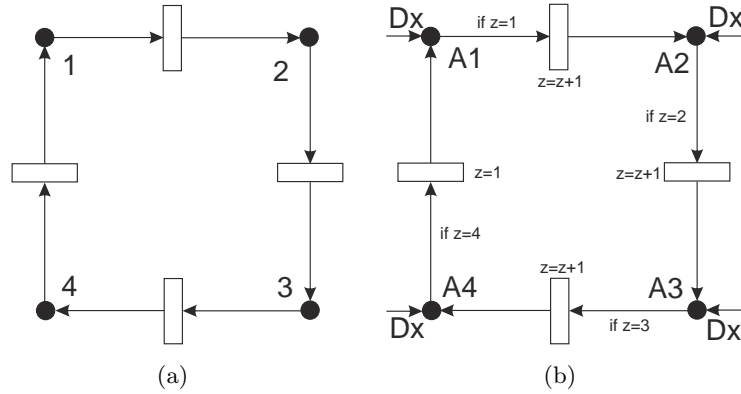 1
2
4
3
(a)
Dx
if z=1
Dx
A1
z=z+1
A2
if z=2
z=1
z=z+1
if z=4
A4
z=z+1
A3
Dx
if z=3
Dx
(b)